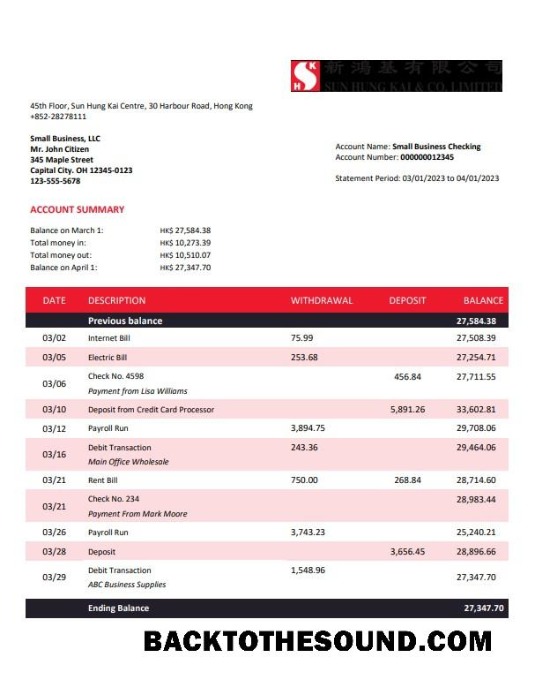 新鴻基有限公司
SUN HUNG KAI & CO. LIMITED
SHK
45th Floor, Sun Hung Kai Centre, 30 Harbour Road, Hong Kong
+852-28278111
Small Business, LLC
Mr. John Citizen
345 Maple Street
Capital City. OH 12345-0123
123-555-5678
Account Name: Small Business Checking
Account Number: 000000012345
Statement Period: 03/01/2023 to 04/01/2023
ACCOUNT SUMMARY
Balance on March 1: HK$ 27,584.38
Total money in: HK$ 10,273.39
Total money out: HK$ 10,510.07
Balance on April 1: HK$ 27,347.70
DATE DESCRIPTION WITHDRAWAL DEPOSIT BALANCE
Previous balance 27,584.38
03/02 Internet Bill 75.99 27,508.39
03/05 Electric Bill 253.68 27,254.71
03/06 Check No. 4598 456.84 27,711.55
Payment from Lisa Williams
03/10 Deposit from Credit Card Processor 5,891.26 33,602.81
03/12 Payroll Run 3,894.75 29,708.06
03/16 Debit Transaction 243.36 29,464.06
Main Office Wholesale
03/21 Rent Bill 750.00 268.84 28,714.60
03/21 Check No. 234 28,983.44
Payment From Mark Moore
03/26 Payroll Run 3,743.23 25,240.21
03/28 Deposit 3,656.45 28,896.66
03/29 Debit Transaction 1,548.96 27,347.70
ABC Business Supplies
Ending Balance 27,347.70
BACKTOTHESOUND.COM